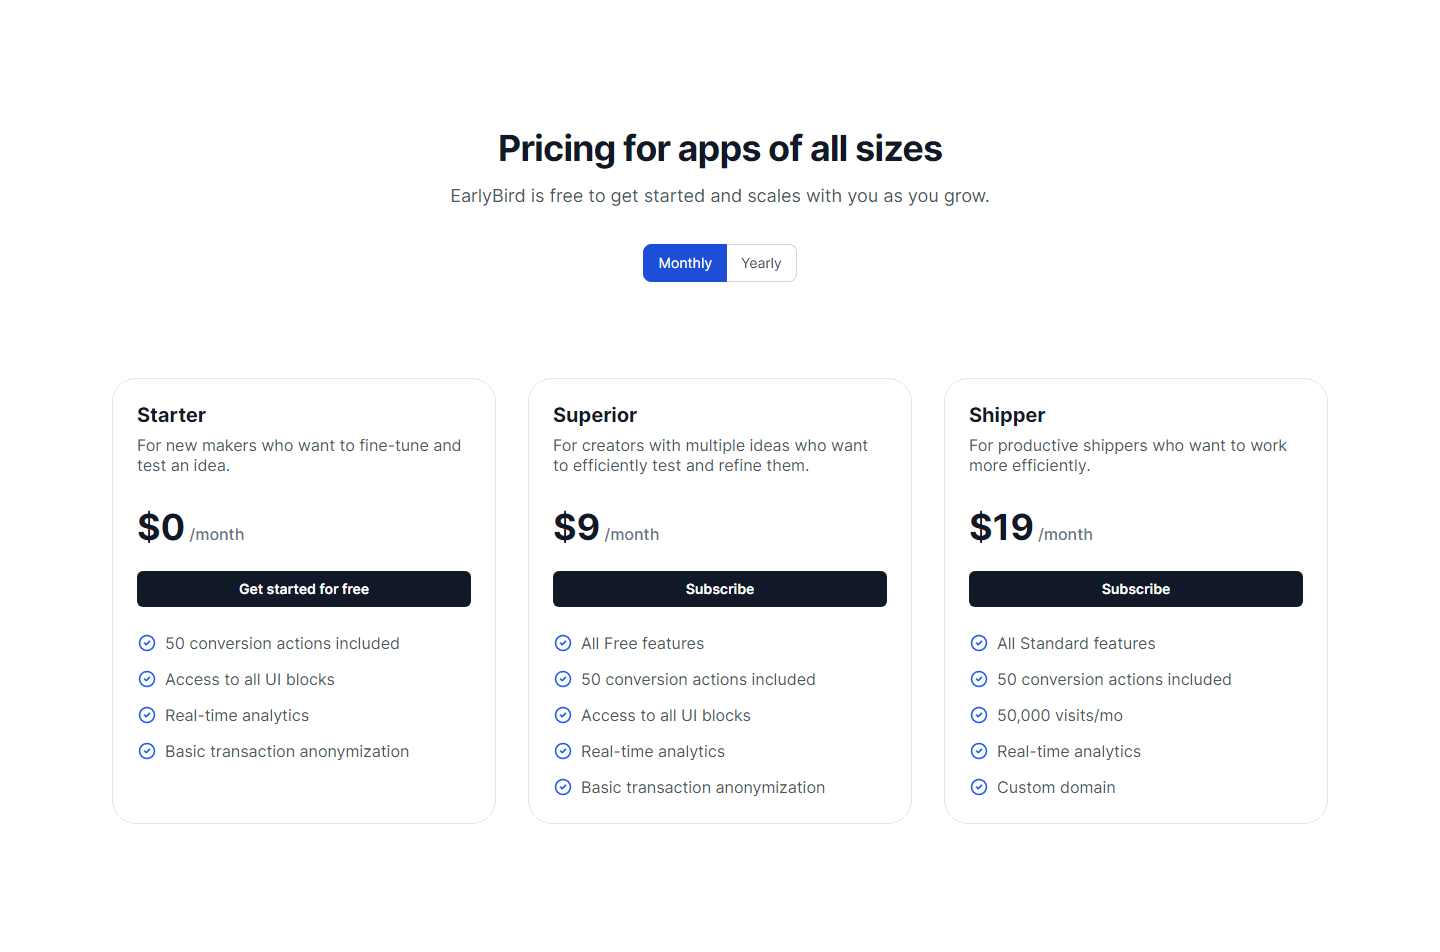 Pricing for apps of all sizes
EarlyBird is free to get started and scales with you as you grow.
Monthly
Yearly
Starter
For new makers who want to fine-tune and
test an idea.
$0 /month
Get started for free
50 conversion actions included
Access to all UI blocks
Real-time analytics
Basic transaction anonymization
Superior
For creators with multiple ideas who want
to efficiently test and refine them.
$9 /month
Subscribe
All Free features
50 conversion actions included
Access to all UI blocks
Real-time analytics
Basic transaction anonymization
Shipper
For productive shippers who want to work
more efficiently.
$19 /month
Subscribe
All Standard features
50 conversion actions included
50,000 visits/mo
Real-time analytics
Custom domain